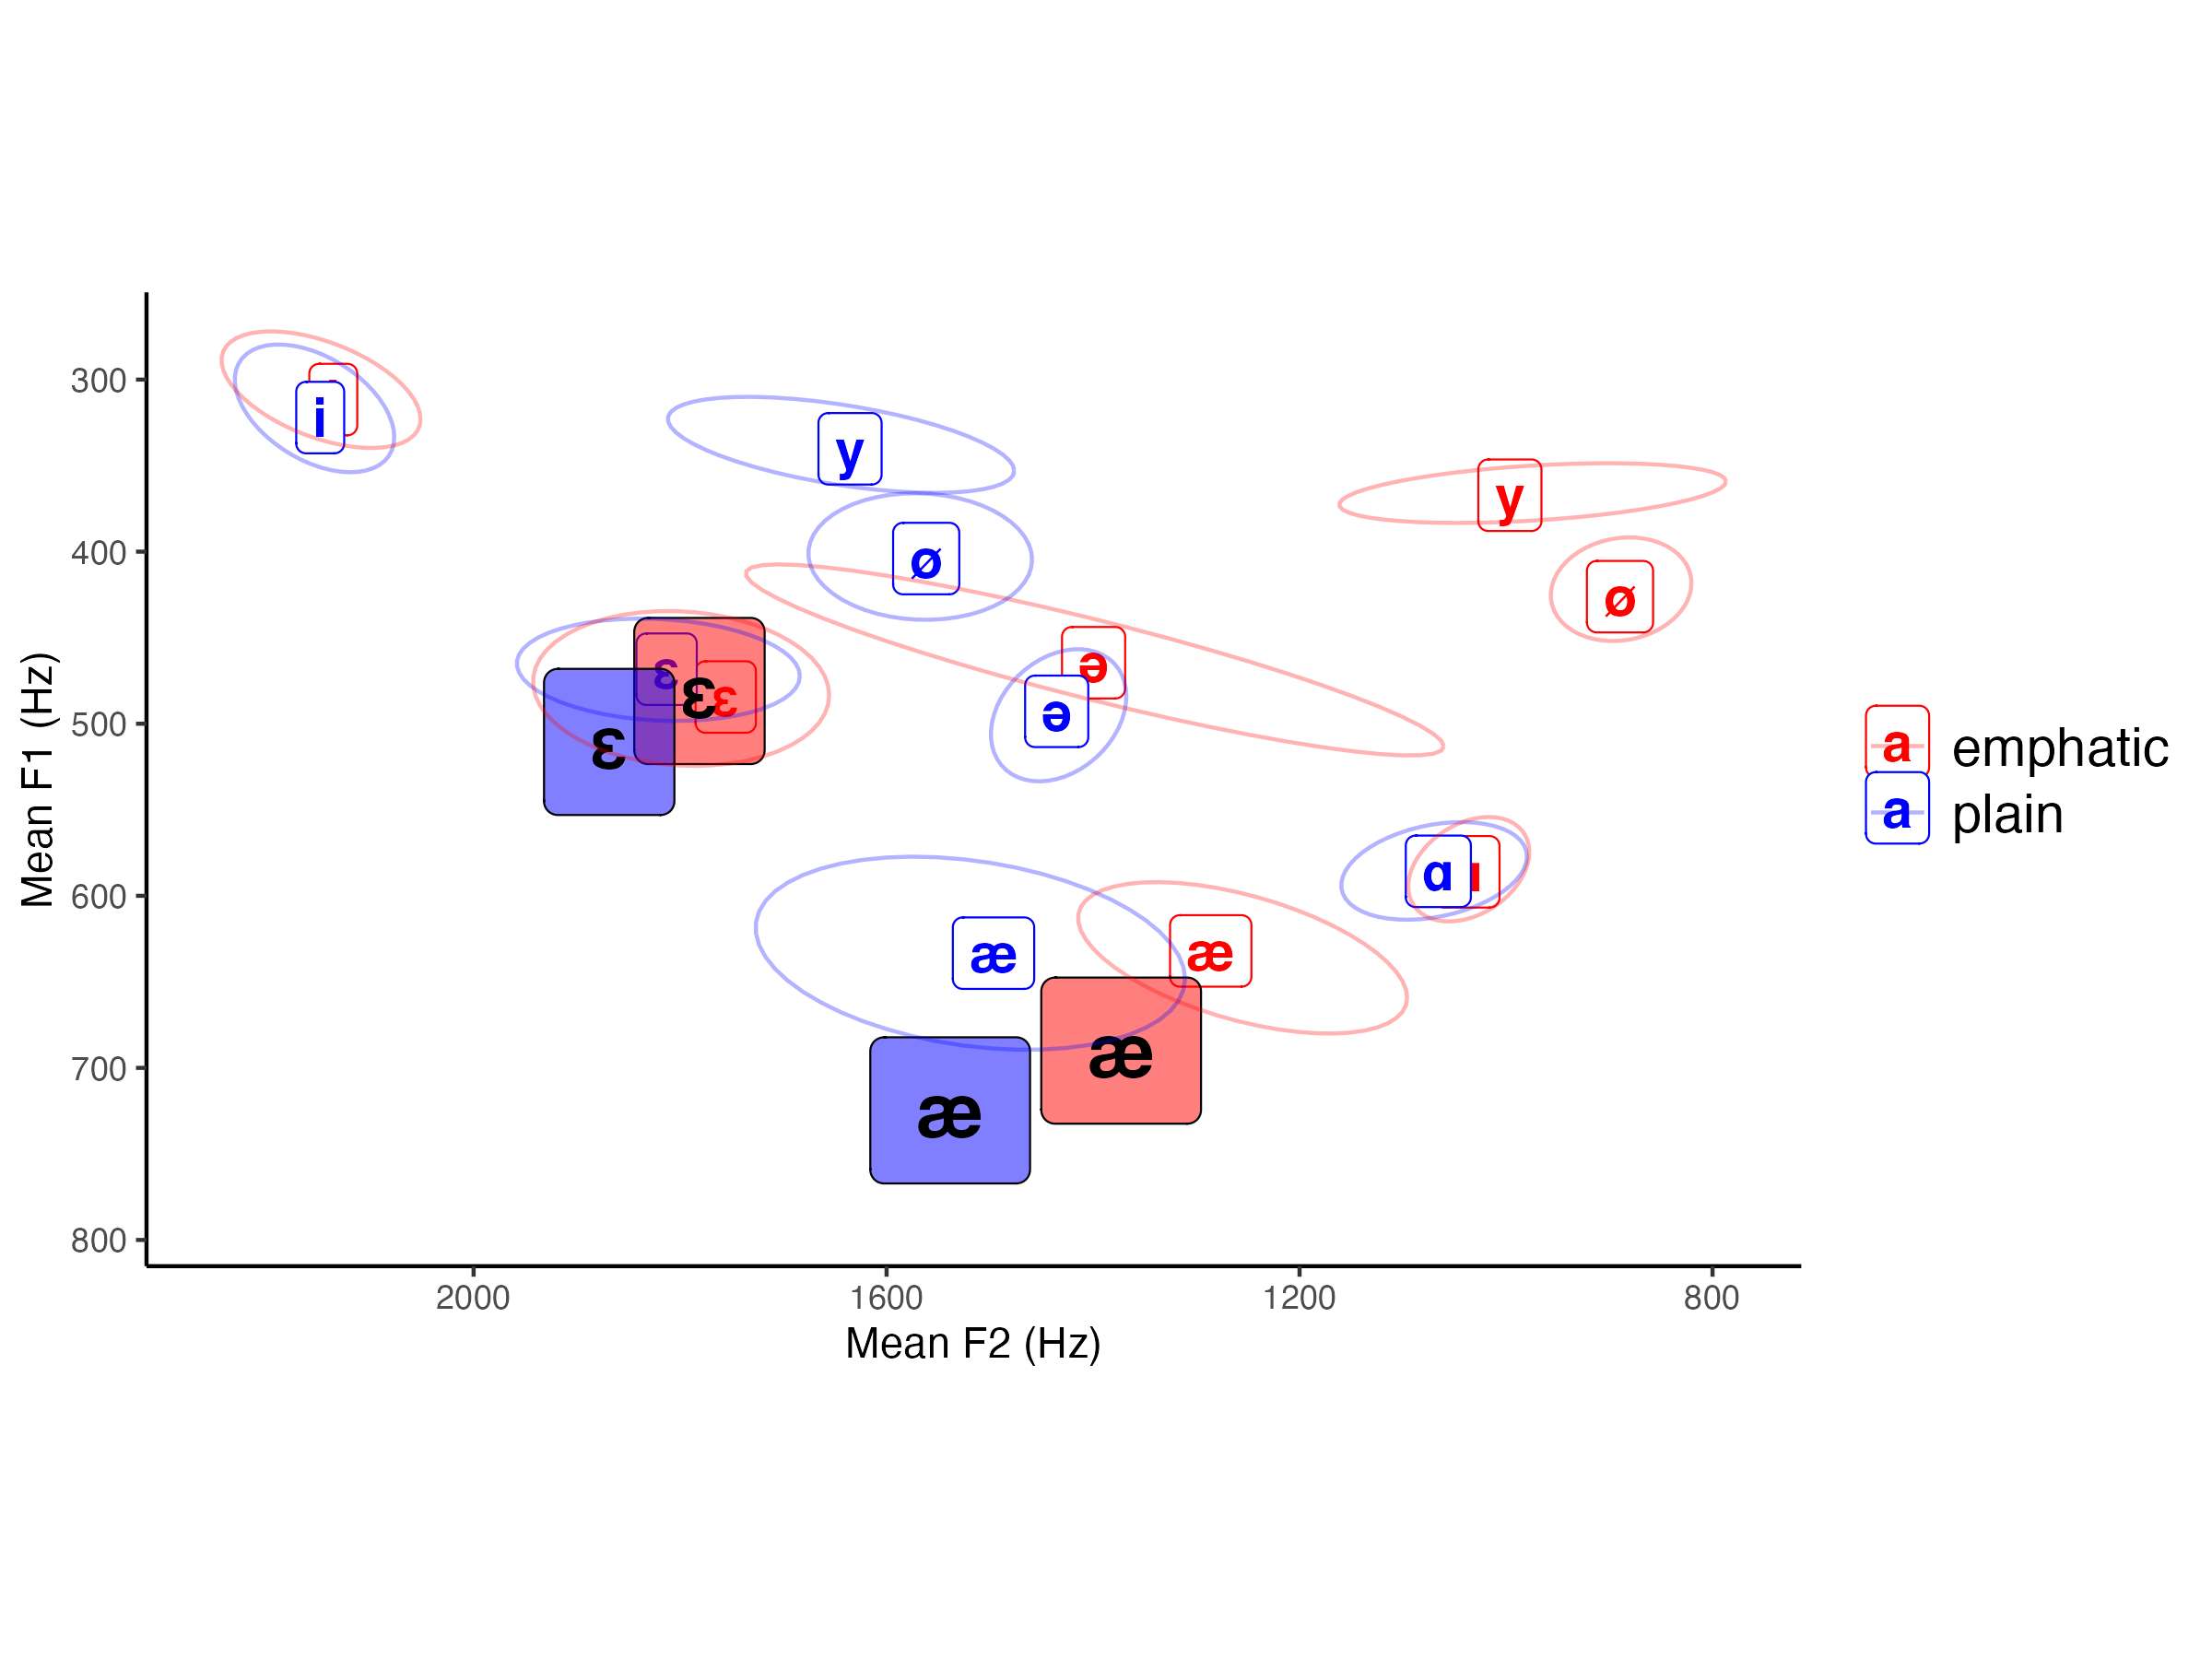 Mean F1 (Hz)
300
400
500
600
700
800
i
y
y
ø
ø
ə
ə
ɛ
ɛ
ɛ
ɛ
ɑ
æ
æ
æ
æ
2000
1600
1200
800
Mean F2 (Hz)
a emphatic
a plain